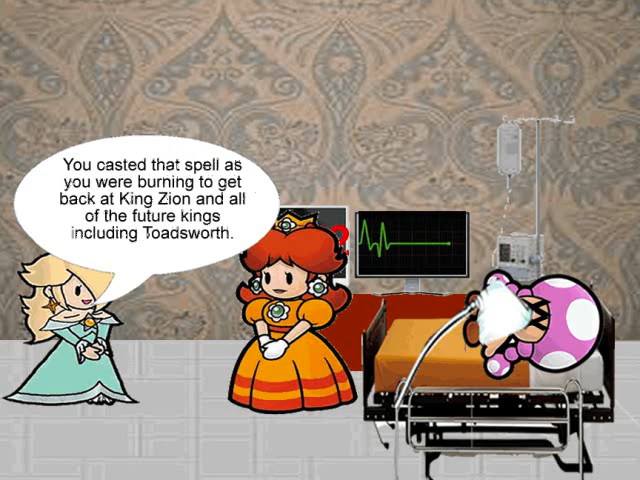 You casted that spell as
you were burning to get
back at King Zion and all
of the future kings
including Toadsworth.